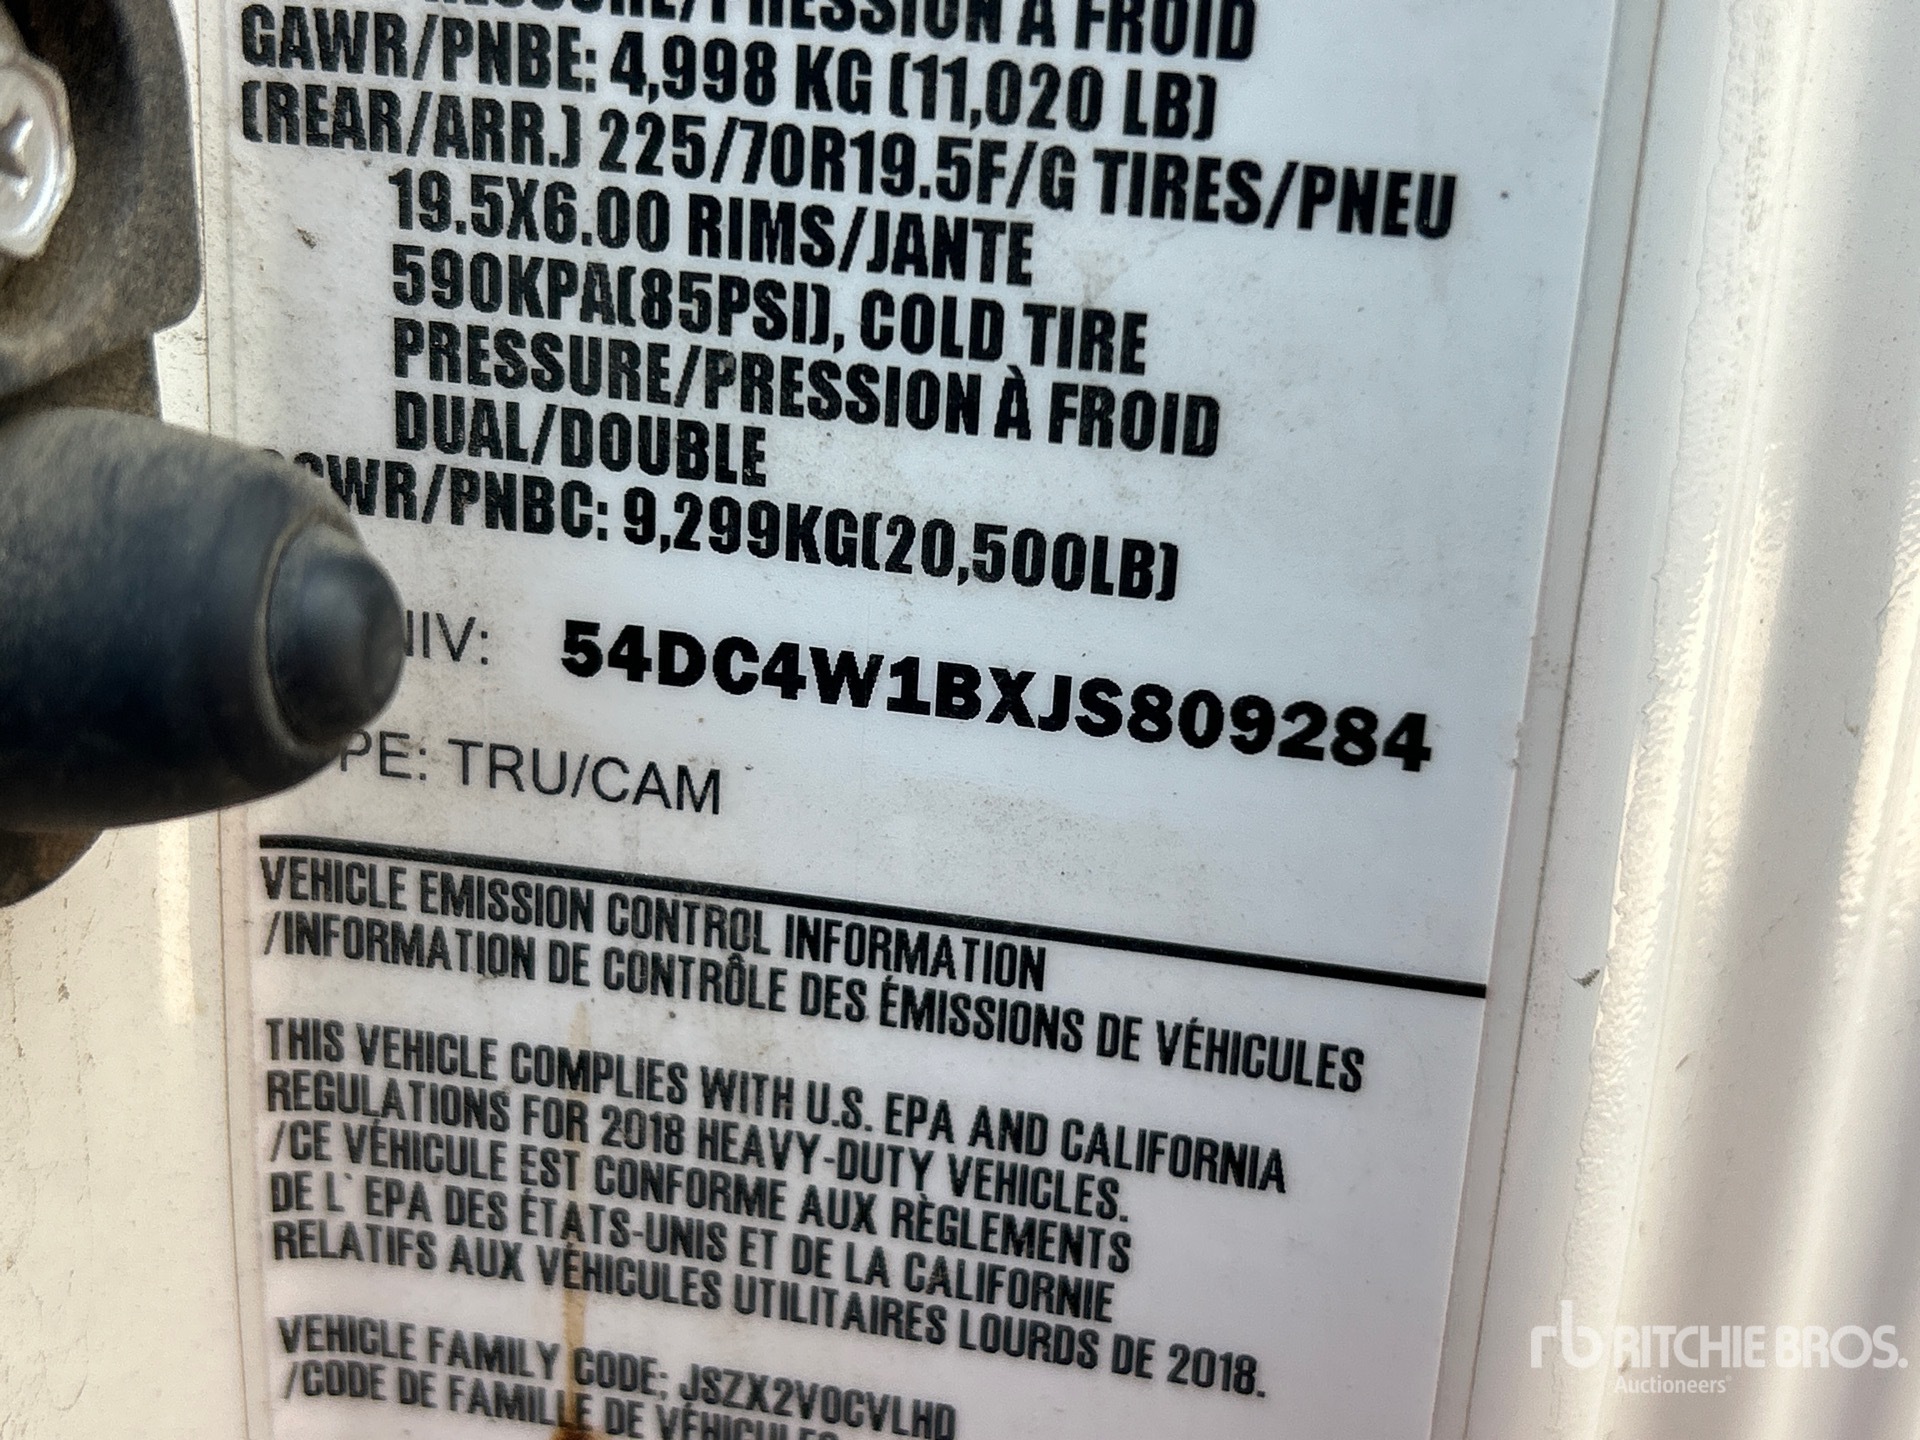 PRESSION À FROID
GAWR/PNBE: 4,998 KG (11,020 LB)
(REAR/ARR.) 225/70R19.5F/G TIRES/PNEU
19.5X6.00 RIMS/JANTE
590KPA(85PSI), COLD TIRE
PRESSURE/PRESSION À FROID
DUAL/DOUBLE
WR/PNBC: 9,299KG(20,500LB)
NIV: 54DC4W1BXJS809284
PE: TRU/CAM
VEHICLE EMISSION CONTROL INFORMATION
/INFORMATION DE CONTRÔLE DES ÉMISSIONS DE VÉHICULES
THIS VEHICLE COMPLIES WITH U.S. EPA AND CALIFORNIA
REGULATIONS FOR 2018 HEAVY-DUTY VEHICLES.
/CE VÉHICULE EST CONFORME AUX RÈGLEMENTS
DE L`EPA DES ÉTATS-UNIS ET DE LA CALIFORNIE
RELATIFS AUX VÉHICULES UTILITAIRES LOURDS DE 2018.
VEHICLE FAMILY CODE: JSZX2VOCVLHD
/CODE DE FAMILLE DE VÉHICULES
rb RITCHIE BROS.
Auctioneers